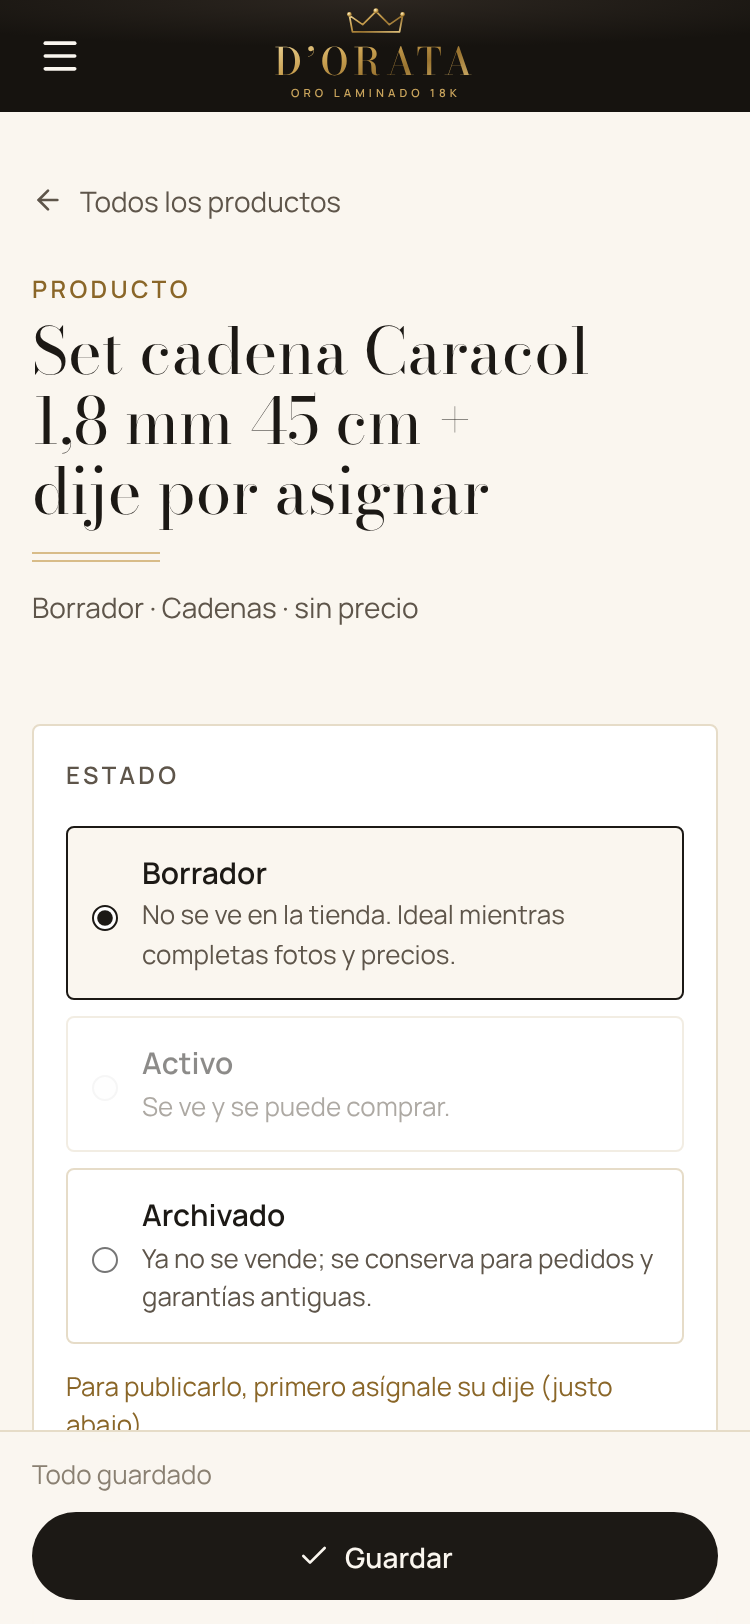 D'ORATA
ORO LAMINADO 18K
Todos los productos
PRODUCTO
Set cadena Caracol
1,8 mm 45 cm +
dije por asignar
Borrador · Cadenas · sin precio
ESTADO
Borrador
No se ve en la tienda. Ideal mientras
completas fotos y precios.
Activo
Se ve y se puede comprar.
Archivado
Ya no se vende; se conserva para pedidos y
garantías antiguas.
Para publicarlo, primero asígnale su dije (justo
abajo)
Todo guardado
Guardar